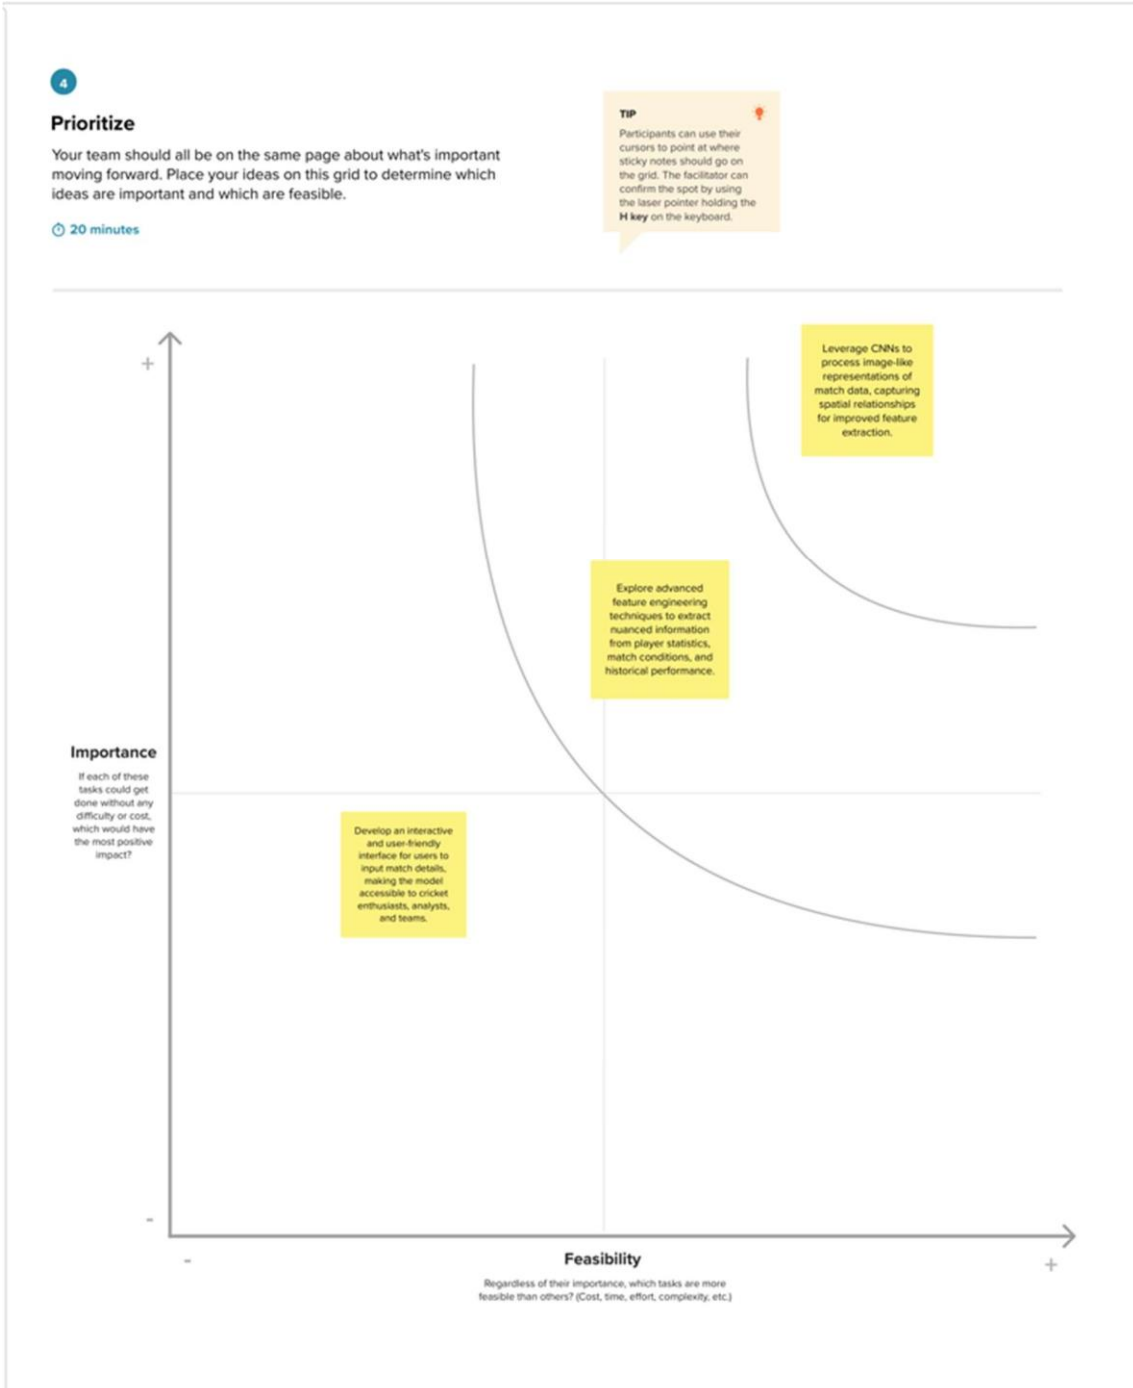 4
Prioritize
Your team should all be on the same page about what's important
moving forward. Place your ideas on this grid to determine which
ideas are important and which are feasible.
20 minutes
TIP
Participants can use their
cursors to point at where
sticky notes should go on
the grid. The facilitator can
confirm the spot by using
the laser pointer holding the
H key on the keyboard.
+
Leverage CNNs to
process image-like
representations of
match data, capturing
spatial relationships
for improved feature
extraction.
Explore advanced
feature engineering
techniques to extract
nuanced information
from player statistics,
match conditions, and
historical performance.
Importance
If each of these
tasks could get
done without any
difficulty or cost,
which would have
the most positive
impact?
Develop an interactive
and user-friendly
interface for users to
input match details,
making the model
accessible to cricket
enthusiasts, analysts,
and teams.
-
-
Feasibility
+
Regardless of their importance, which tasks are more
feasible than others? (Cost, time, effort, complexity, etc.)